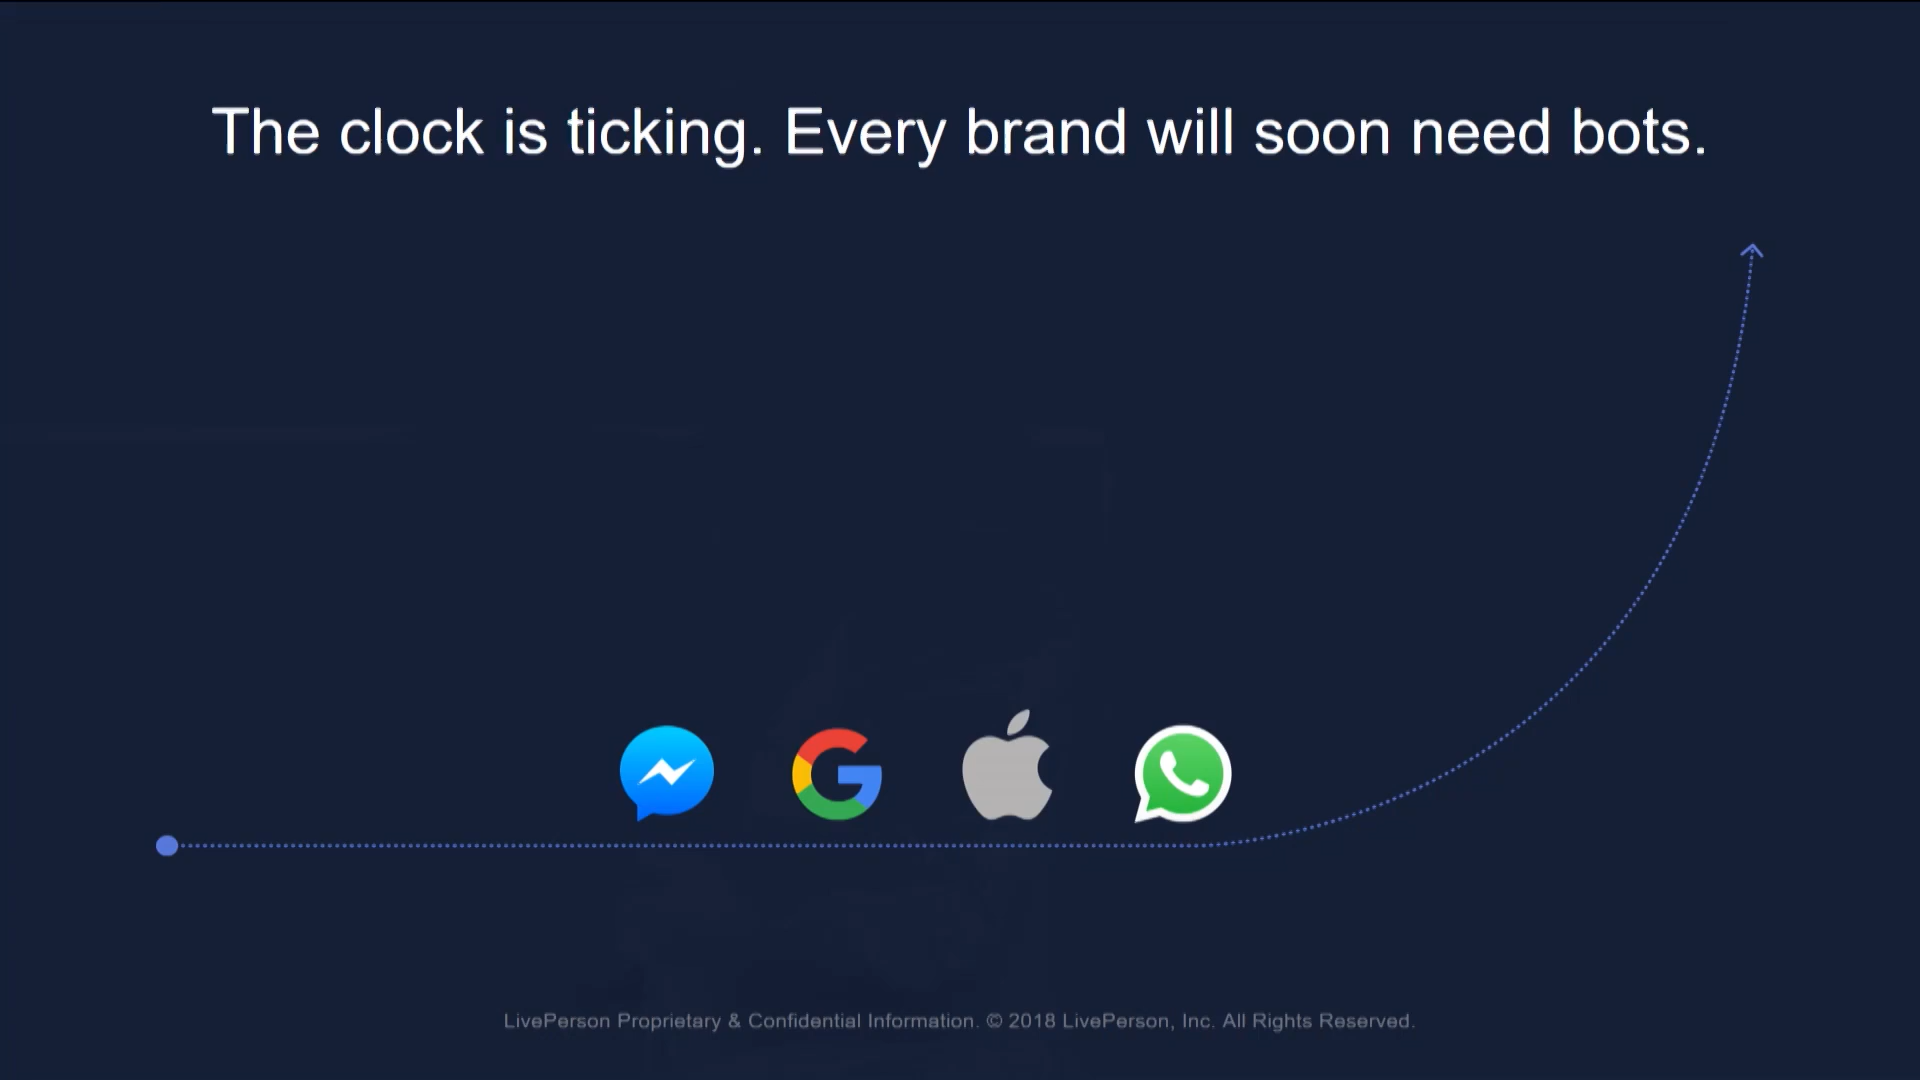 The clock is ticking. Every brand will soon need bots.
LivePerson Proprietary & Confidential Information. © 2018 LivePerson, Inc. All Rights Reserved.